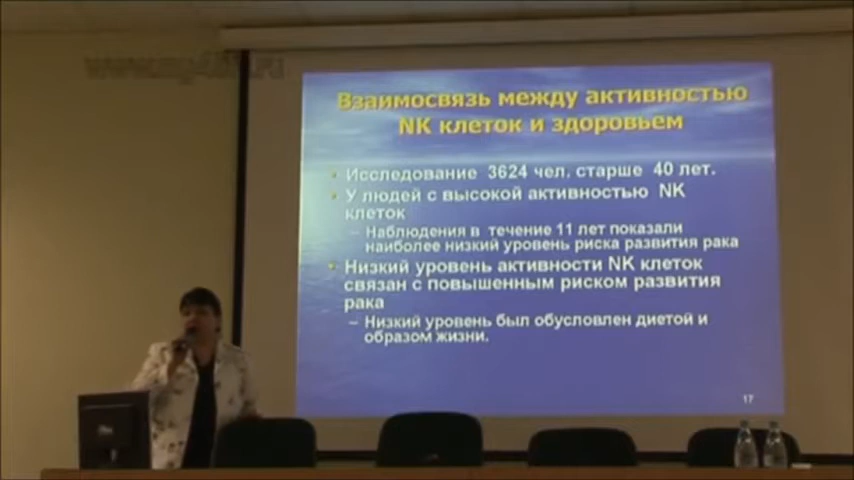 Взаимосвязь между активностью
NK клеток и здоровьем
Исследование 3624 чел. старше 40 лет.
У людей с высокой активностью NK
клеток
– Наблюдения в течение 11 лет показали
наиболее низкий уровень риска развития рака
Низкий уровень активности NK клеток
связан с повышенным риском развития
рака
– Низкий уровень был обусловлен диетой и
образом жизни.
17